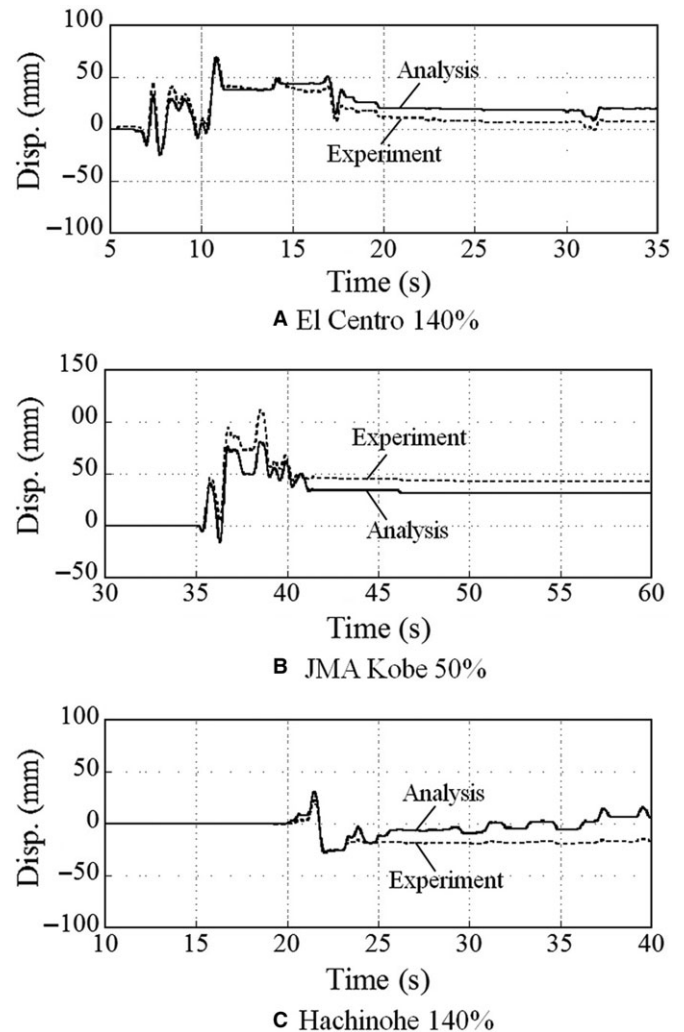 100
50
0
−50
−100
Disp. (mm)
Analysis
Experiment
5 10 15 20 25 30 35
Time (s)
A El Centro 140%
150
00
50
0
−50
Disp. (mm)
Experiment
Analysis
30 35 40 45 50 55 60
Time (s)
B JMA Kobe 50%
100
50
0
−50
−100
Disp. (mm)
Analysis
Experiment
10 15 20 25 30 35 40
Time (s)
C Hachinohe 140%